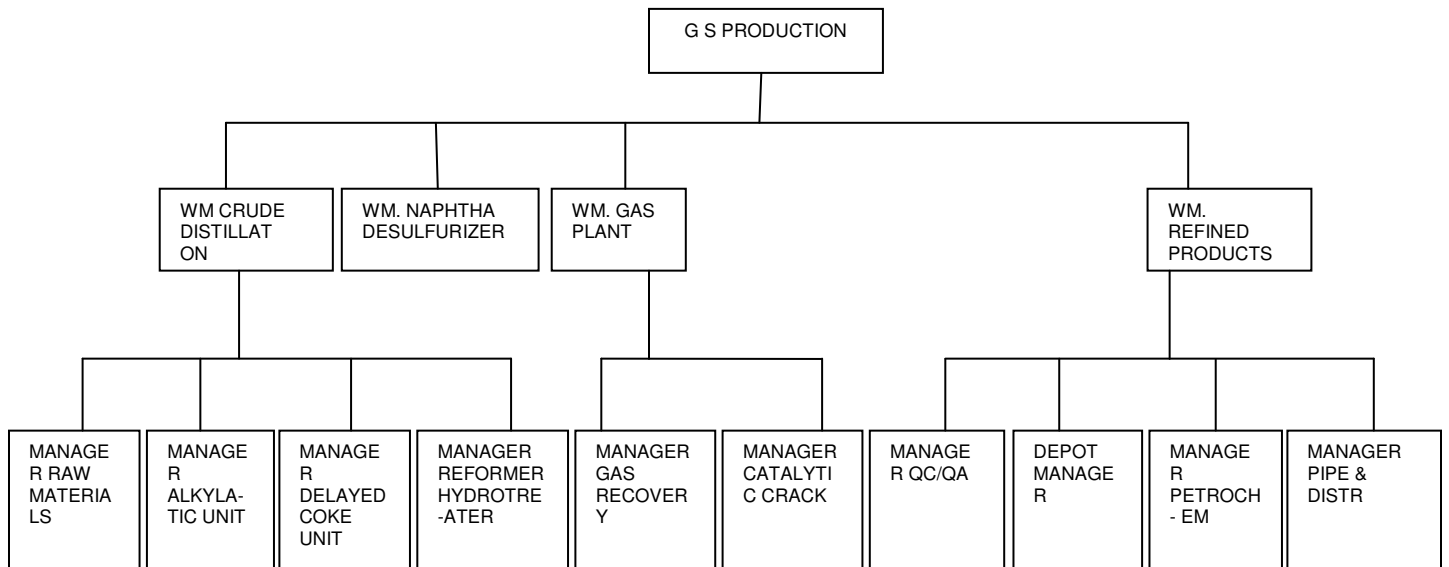 G S PRODUCTION
WM CRUDE
DISTILLAT
ON
WM. NAPHTHA
DESULFURIZER
WM. GAS
PLANT
WM.
REFINED
PRODUCTS
MANAGE
R RAW
MATERIA
LS
MANAGE
R
ALKYLA-
TIC UNIT
MANAGE
R
DELAYED
COKE
UNIT
MANAGER
REFORMER
HYDROTRE
-ATER
MANAGER
GAS
RECOVER
Y
MANAGER
CATALYTI
C CRACK
MANAGE
R QC/QA
DEPOT
MANAGE
R
MANAGE
R
PETROCH
- EM
MANAGER
PIPE &
DISTR